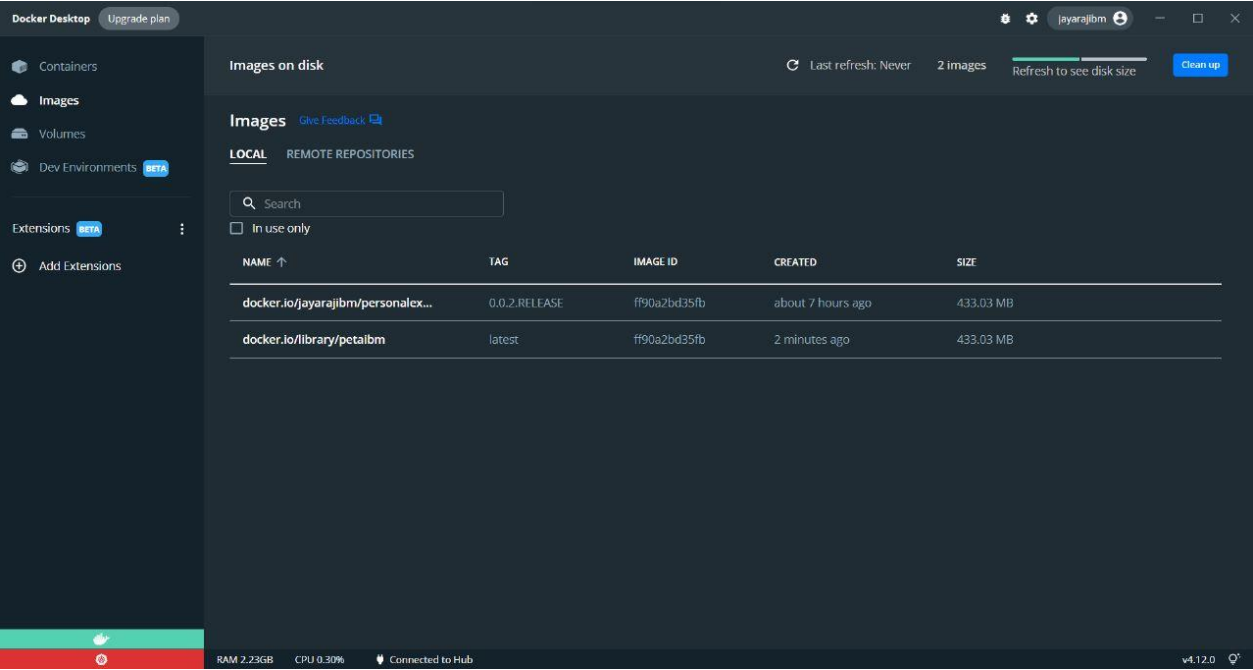 Docker Desktop Upgrade plan jayarajibm
Containers
Images
Volumes
Dev Environments BETA
Extensions BETA
Add Extensions
Images on disk Last refresh: Never 2 images Refresh to see disk size Clean up
Images Give Feedback
LOCAL REMOTE REPOSITORIES
Search
In use only
NAME TAG IMAGE ID CREATED SIZE
docker.io/jayarajibm/personalex... 0.0.2.RELEASE ff90a2bd35fb about 7 hours ago 433.03 MB
docker.io/library/petaibm latest ff90a2bd35fb 2 minutes ago 433.03 MB
RAM 2.23GB CPU 0.30% Connected to Hub v4.12.0